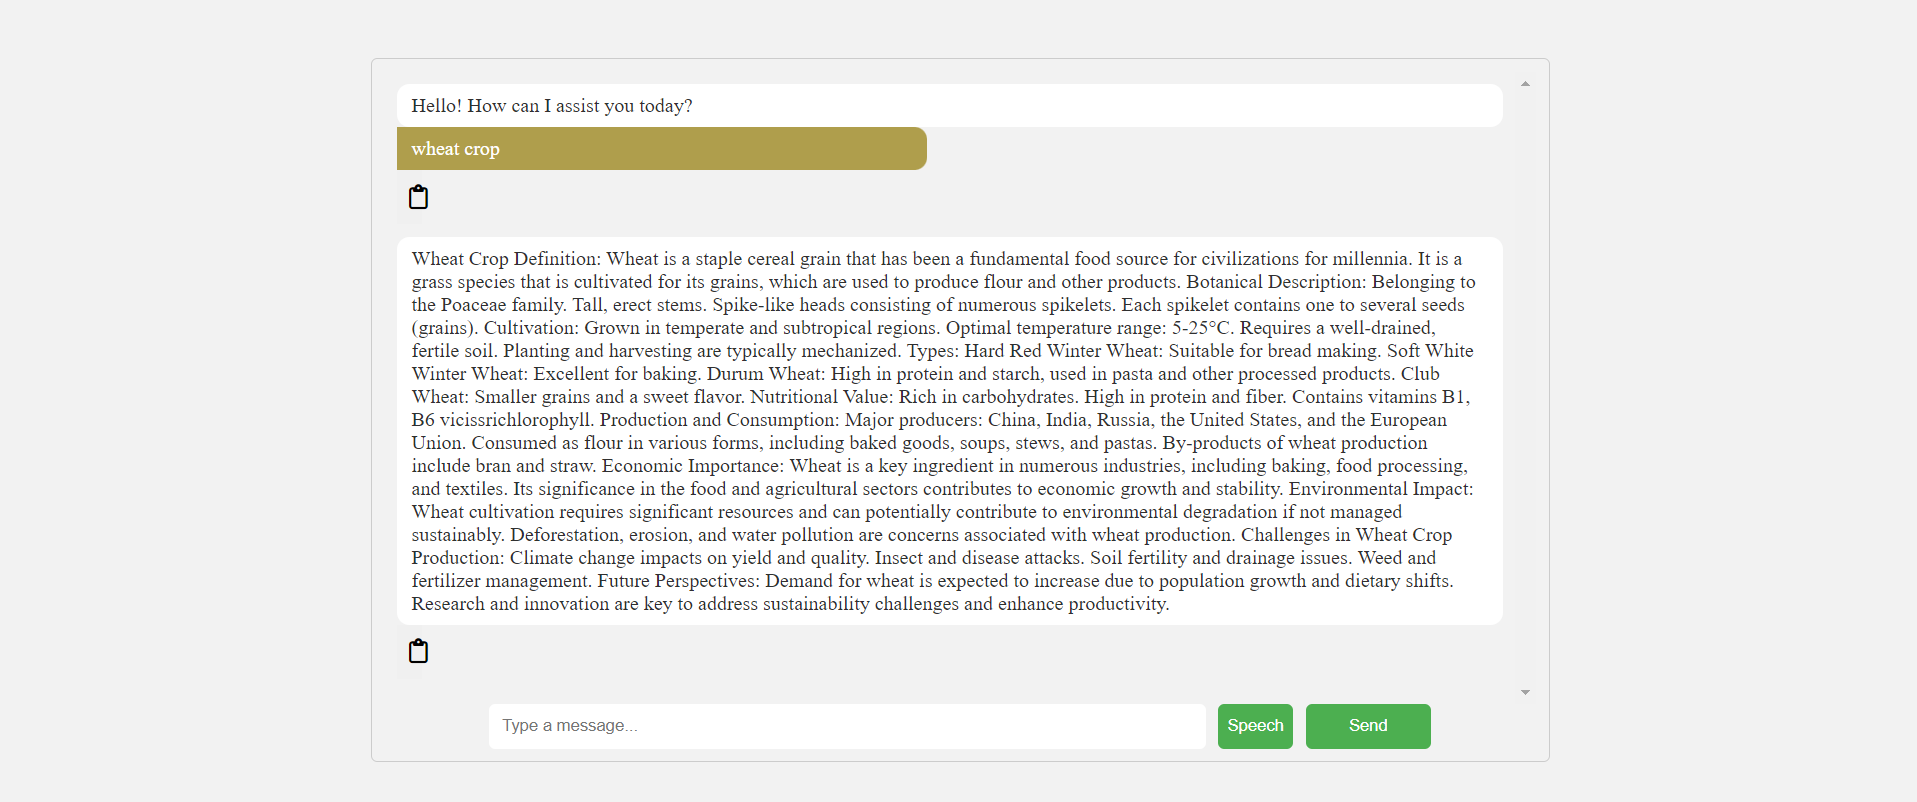 Hello! How can I assist you today?
wheat crop
Wheat Crop Definition: Wheat is a staple cereal grain that has been a fundamental food source for civilizations for millennia. It is a
grass species that is cultivated for its grains, which are used to produce flour and other products. Botanical Description: Belonging to
the Poaceae family. Tall, erect stems. Spike-like heads consisting of numerous spikelets. Each spikelet contains one to several seeds
(grains). Cultivation: Grown in temperate and subtropical regions. Optimal temperature range: 5-25°C. Requires a well-drained,
fertile soil. Planting and harvesting are typically mechanized. Types: Hard Red Winter Wheat: Suitable for bread making. Soft White
Winter Wheat: Excellent for baking. Durum Wheat: High in protein and starch, used in pasta and other processed products. Club
Wheat: Smaller grains and a sweet flavor. Nutritional Value: Rich in carbohydrates. High in protein and fiber. Contains vitamins B1,
B6 vicissrichlorophyll. Production and Consumption: Major producers: China, India, Russia, the United States, and the European
Union. Consumed as flour in various forms, including baked goods, soups, stews, and pastas. By-products of wheat production
include bran and straw. Economic Importance: Wheat is a key ingredient in numerous industries, including baking, food processing,
and textiles. Its significance in the food and agricultural sectors contributes to economic growth and stability. Environmental Impact:
Wheat cultivation requires significant resources and can potentially contribute to environmental degradation if not managed
sustainably. Deforestation, erosion, and water pollution are concerns associated with wheat production. Challenges in Wheat Crop
Production: Climate change impacts on yield and quality. Insect and disease attacks. Soil fertility and drainage issues. Weed and
fertilizer management. Future Perspectives: Demand for wheat is expected to increase due to population growth and dietary shifts.
Research and innovation are key to address sustainability challenges and enhance productivity.
Type a message...
Speech
Send